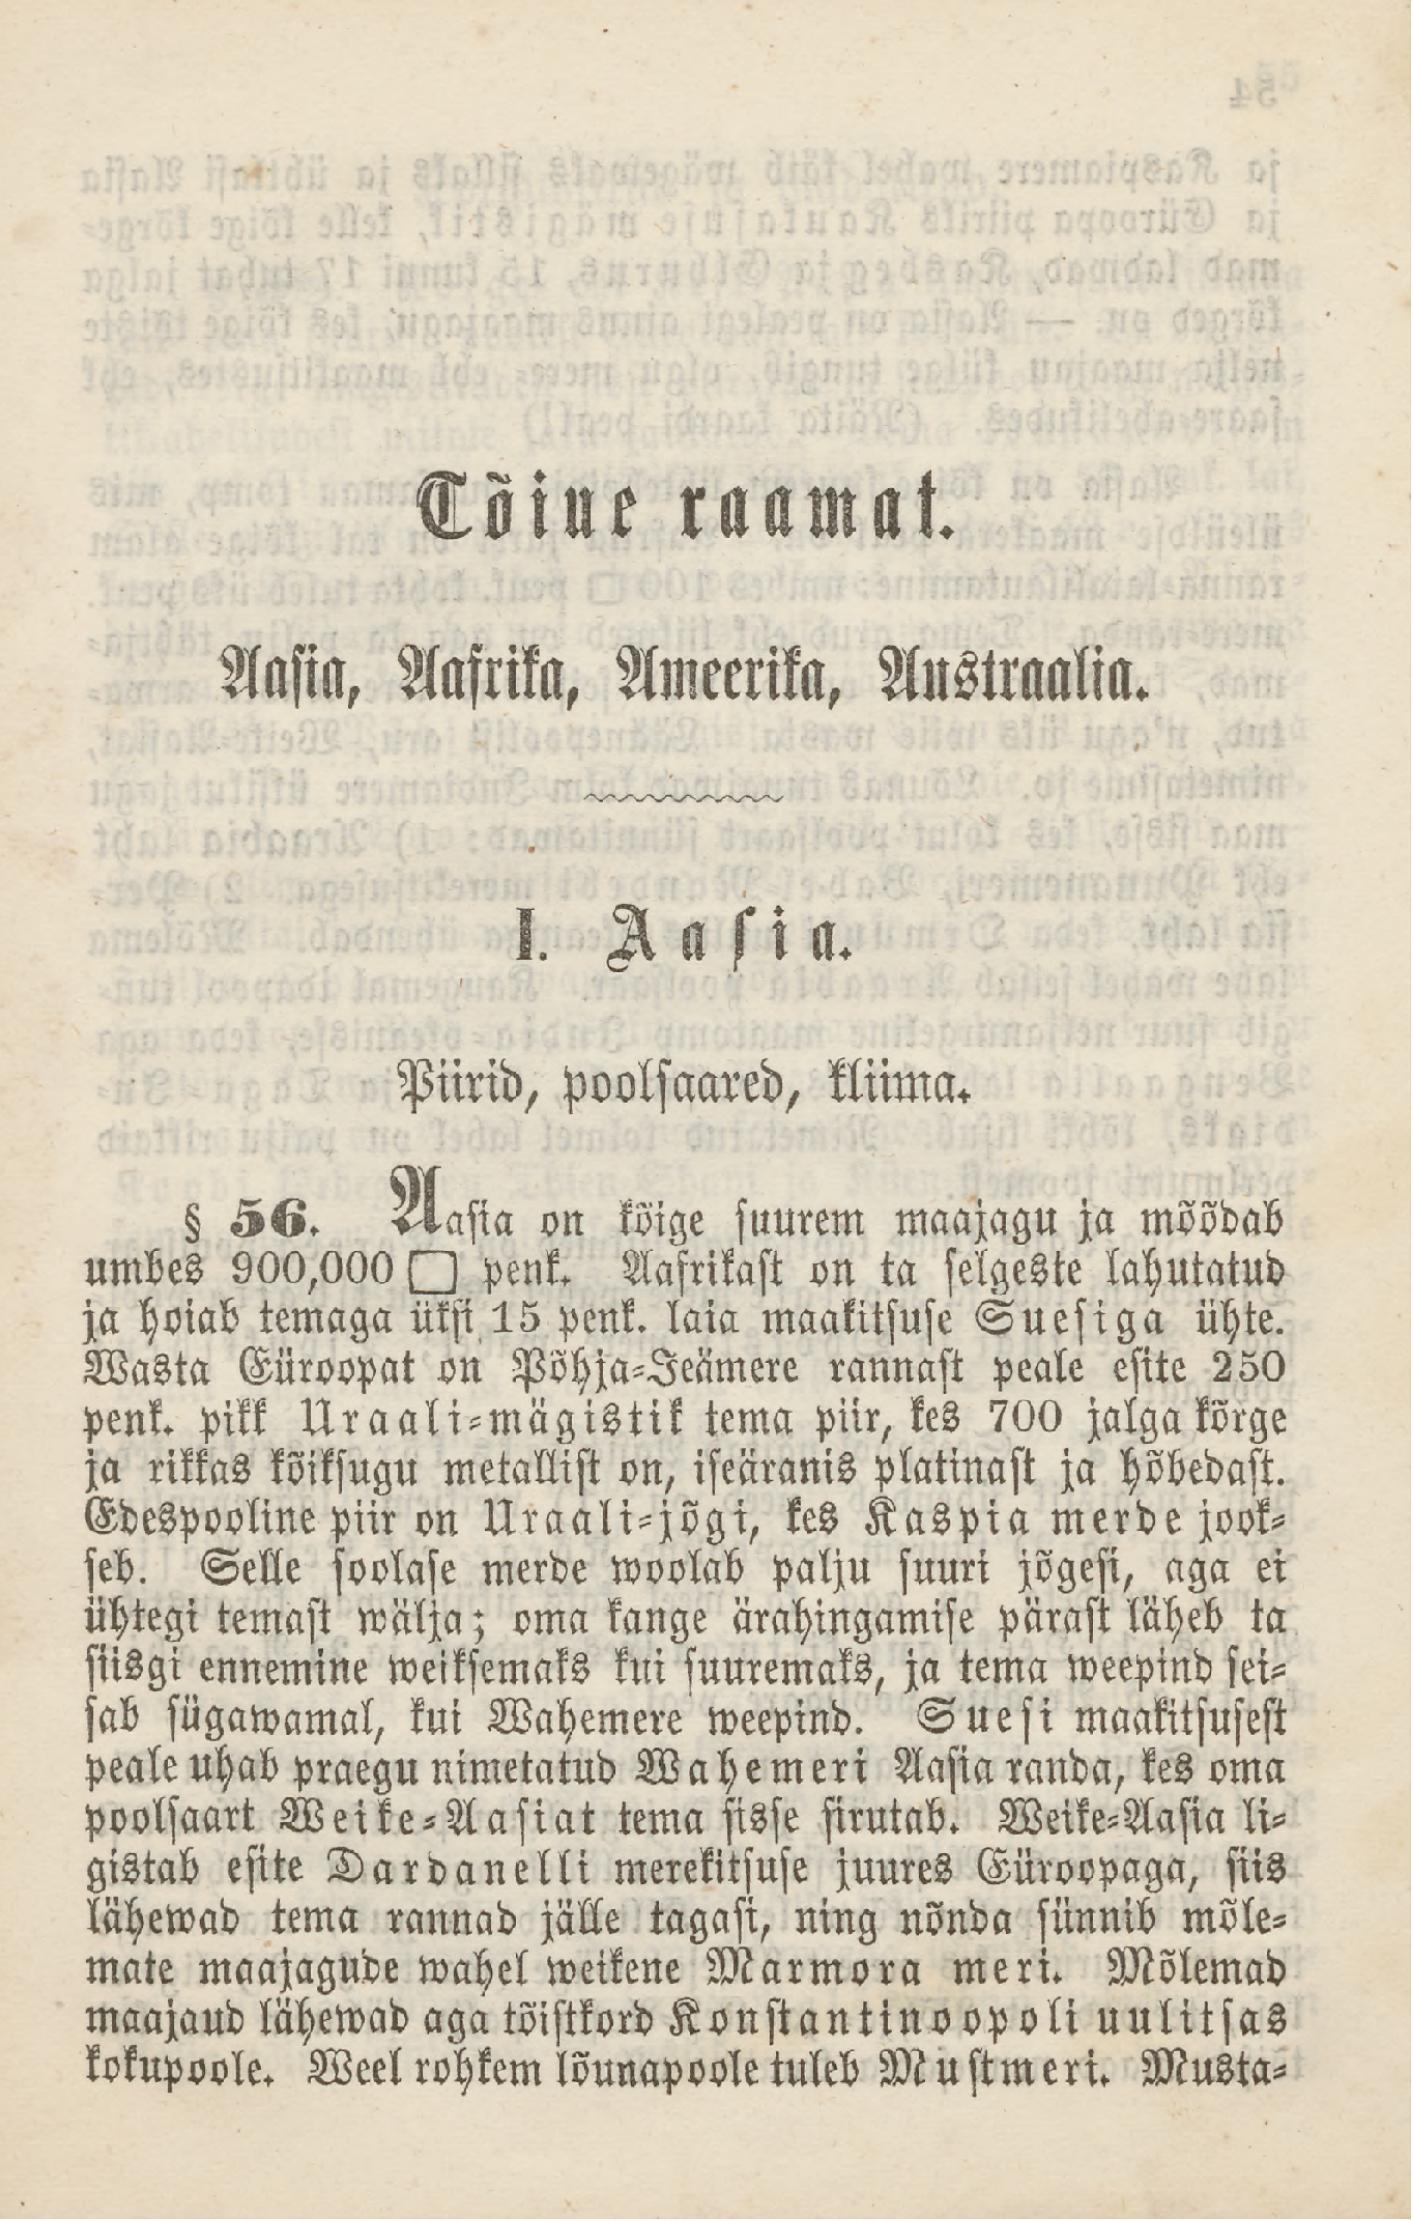 Tõine raamat.
Aasia, Aafrika, Ameerika, Austraalia.
I. Aasia.
Piirid, poolsaared, kliima.
§ 56. Aasia on kõige suurem maajagu ja mõõdab
umbes 900,000 □ penk. Aafrikast on ta selgeste lahutatud
ja hoiab temaga üksi 15 penk. laia maakitsuse Suesiga ühte.
Wasta Eüroopat on Põhja-Jeämere rannast peale esite 250
penk. pikk Uraali-mägistik tema piir, kes 700 jalga kõrge
ja rikkas kõiksugu metallist on, iseäranis platinast ja hõbedast.
Edespooline piir on Uraali-jõgi, kes Kaspia merde jook-
seb. Selle soolase merde woolab palju suuri jõgesi, aga ei
ühtegi temast wälja; oma kange ärahingamise pärast läheb ta
siisgi ennemine weiksemaks kui suuremaks, ja tema weepind sei-
sab sügawamal, kui Wahemere weepind. Suesi maakitsusest
peale uhab praegu nimetatud Wahemeri Aasia randa, kes oma
poolsaart Weike-Aasiat tema sisse sirutab. Weike-Aasia li-
gistab esite Dardanelli merekitsuse juures Eüroopaga, siis
lähewad tema rannad jälle tagasi, ning nõnda sünnib mõle-
mate maajagude wahel weikene Marmora meri. Mõlemad
maajaud lähewad aga tõistkord Konstantinoopoli uulitsas
kokupoole. Weel rohkem lõunapoole tuleb Mustmeri. Musta-